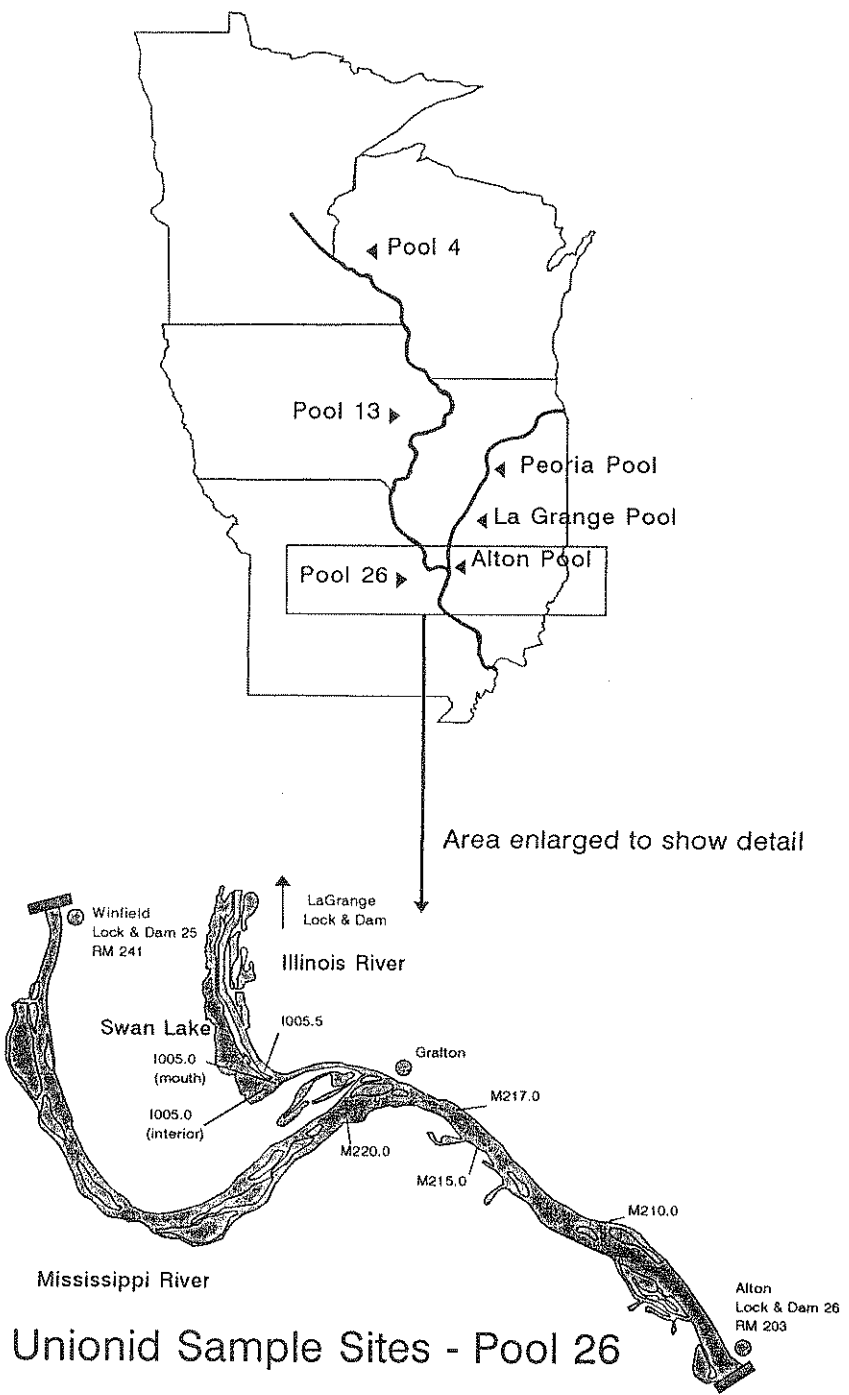 Pool 4
Pool 13
Peoria Pool
La Grange Pool
Alton Pool
Pool 26
Area enlarged to show detail
Winfield
Lock & Dam 25
RM 241
LaGrange
Lock & Dam
Illinois River
Swan Lake
I005.5
I005.0
(mouth)
Grafton
I005.0
(interior)
M217.0
M220.0
M215.0
M210.0
Mississippi River
Alton
Lock & Dam 26
RM 203
Unionid Sample Sites - Pool 26